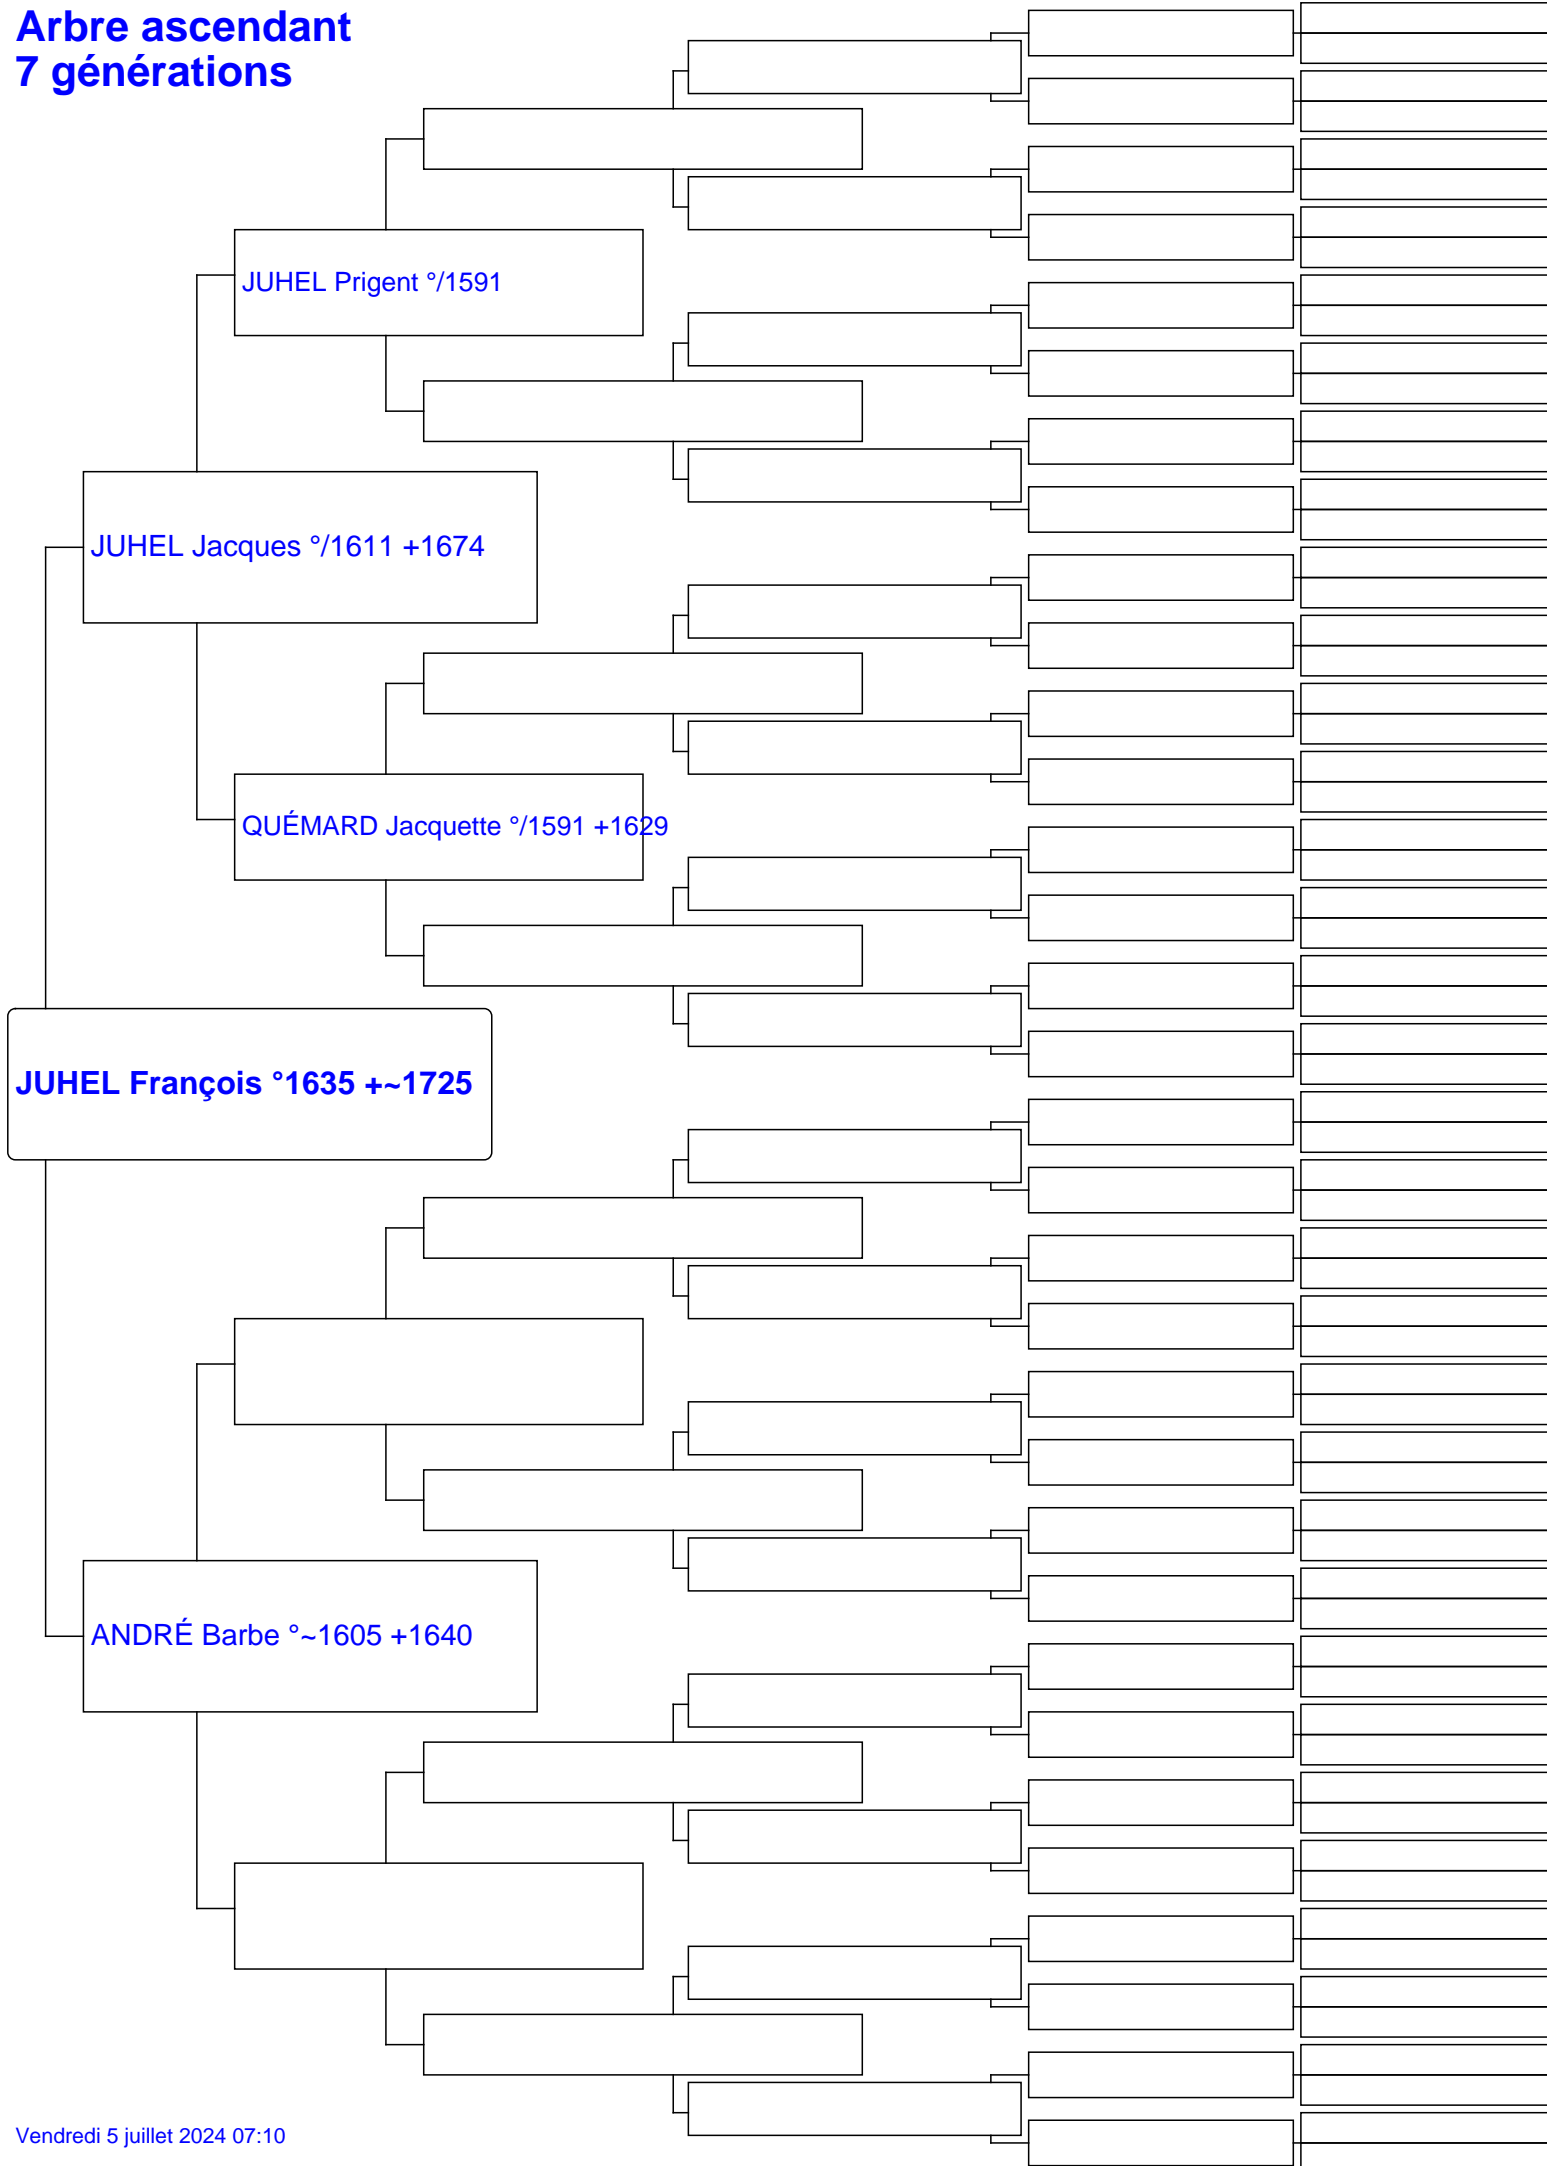 Arbre ascendant
7 générations
JUHEL Prigent °/1591
JUHEL Jacques °/1611 +1674
QUÉMARD Jacquette °/1591 +1629
JUHEL François °1635 +~1725
ANDRÉ Barbe °~1605 +1640
Vendredi 5 juillet 2024 07:10